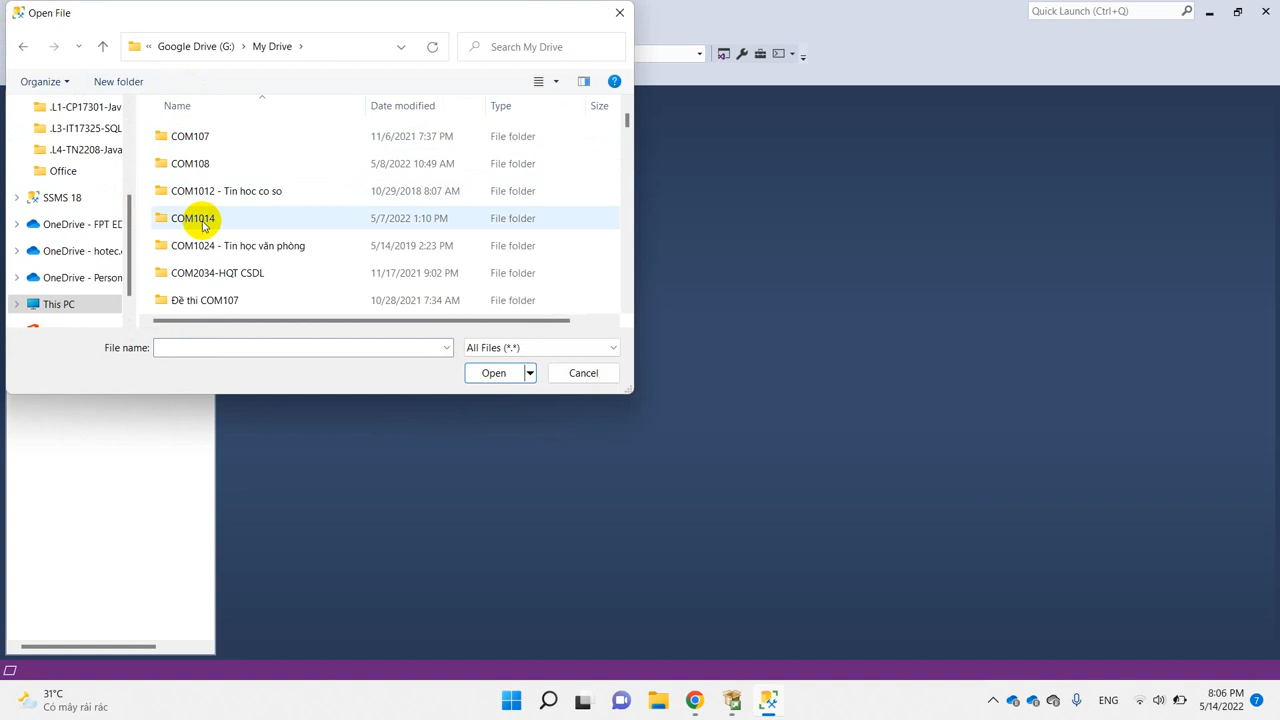 Open File
Quick Launch (Ctrl+Q)
« Google Drive (G:) > My Drive >
Search My Drive
Organize
New folder
Name
Date modified
Type
Size
.L1-CP17301-Jav
.L3-IT17325-SQL
.L4-TN2208-Java
Office
SSMS 18
OneDrive - FPT ED
OneDrive - hotec.e
OneDrive - Person
This PC
COM107 11/6/2021 7:37 PM File folder
COM108 5/8/2022 10:49 AM File folder
COM1012 - Tin hoc co so 10/29/2018 8:07 AM File folder
COM1014 5/7/2022 1:10 PM File folder
COM1024 - Tin học văn phòng 5/14/2019 2:23 PM File folder
COM2034-HQT CSDL 11/17/2021 9:02 PM File folder
Đề thi COM107 10/28/2021 7:34 AM File folder
File name:
All Files (*.*)
Open
Cancel
31°C
Có mây rải rác
ENG
8:06 PM
5/14/2022
7